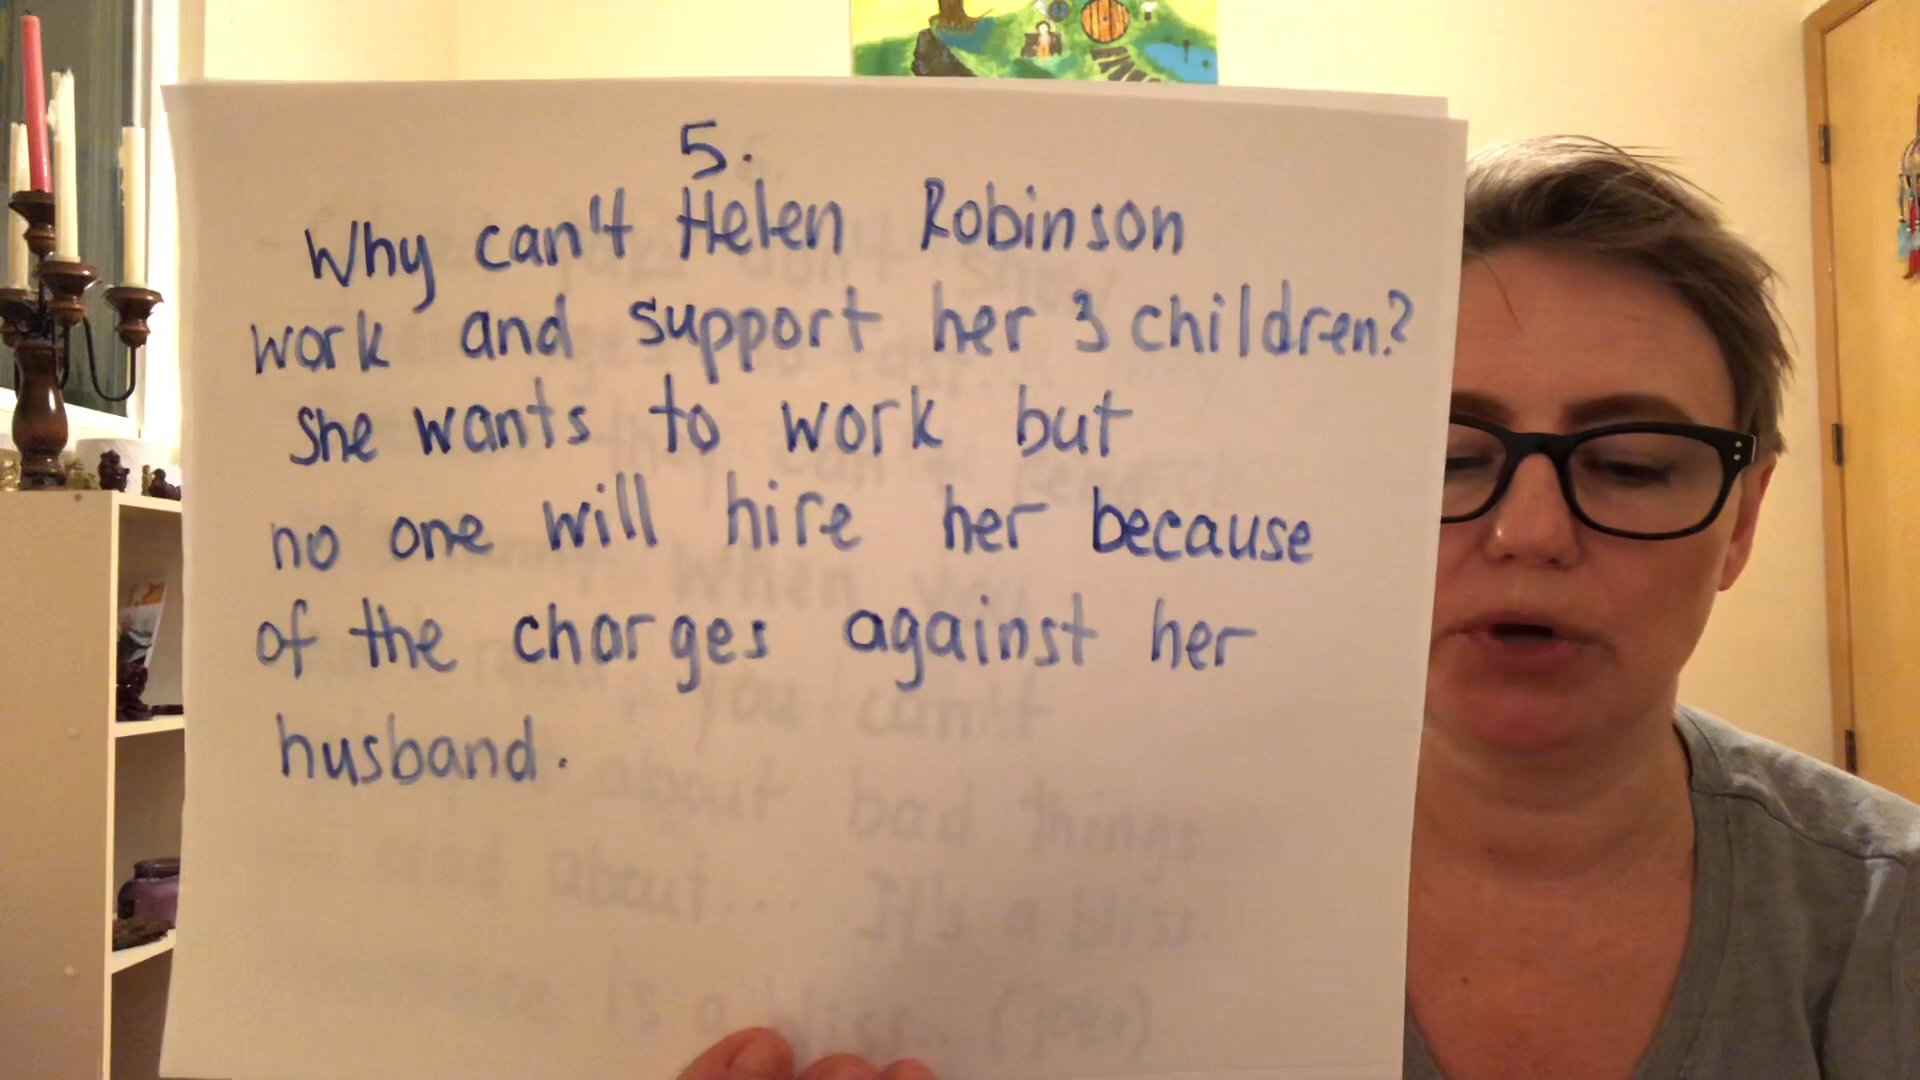 5.
Why can't Helen Robinson
work and support her 3 children?
She wants to work but
no one will hire her because
of the charges against her
husband.